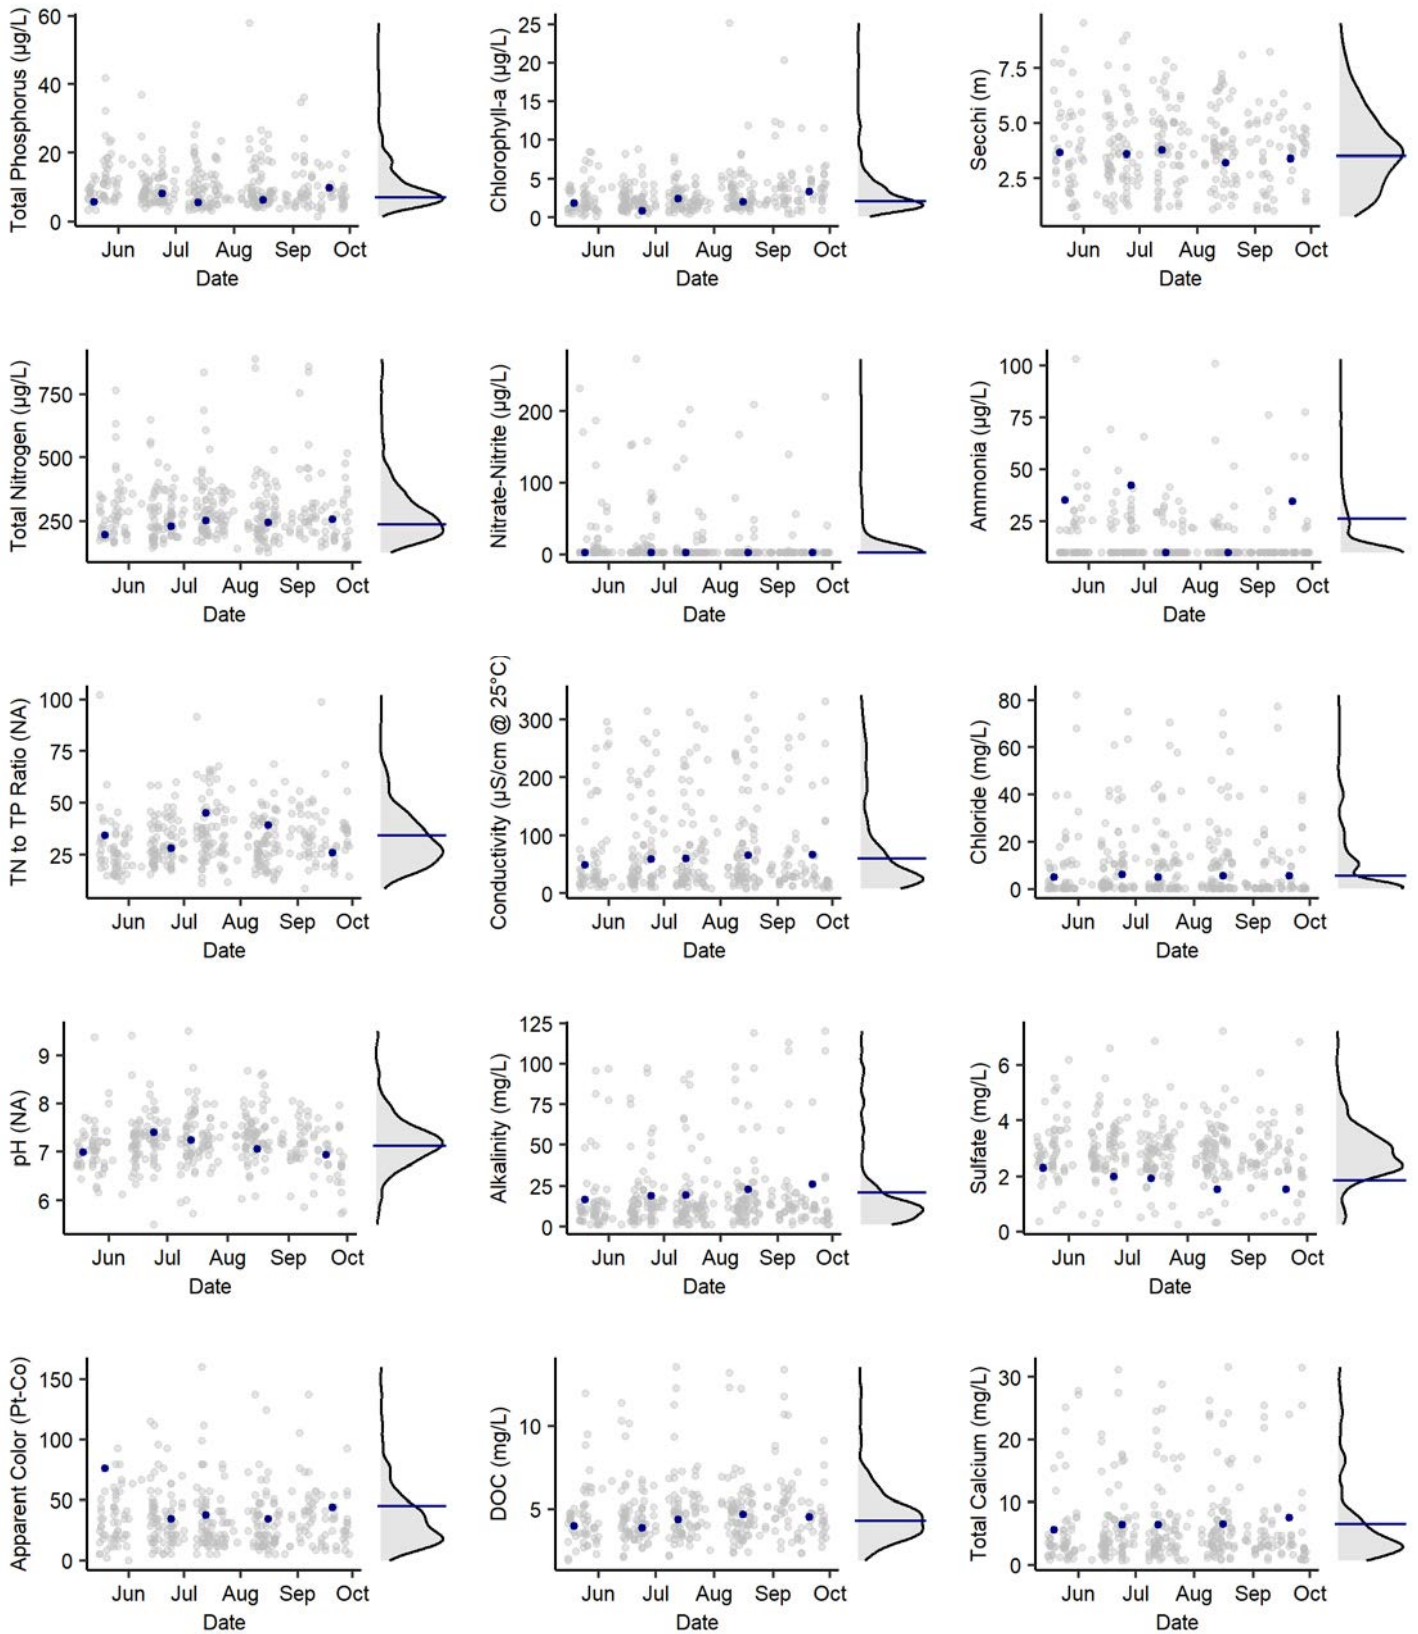 Total Phosphorus (µg/L)
60
40
20
0
Jun Jul Aug Sep Oct
Date
Chlorophyll-a (µg/L)
25
20
15
10
5
0
Jun Jul Aug Sep Oct
Date
Secchi (m)
7.5
5.0
2.5
Jun Jul Aug Sep Oct
Date
Total Nitrogen (µg/L)
750
500
250
Jun Jul Aug Sep Oct
Date
Nitrate-Nitrite (µg/L)
200
100
0
Jun Jul Aug Sep Oct
Date
Ammonia (µg/L)
100
75
50
25
Jun Jul Aug Sep Oct
Date
TN to TP Ratio (NA)
100
75
50
25
Jun Jul Aug Sep Oct
Date
Conductivity (µS/cm @ 25°C)
300
200
100
0
Jun Jul Aug Sep Oct
Date
Chloride (mg/L)
80
60
40
20
0
Jun Jul Aug Sep Oct
Date
pH (NA)
9
8
7
6
Jun Jul Aug Sep Oct
Date
Alkalinity (mg/L)
125
100
75
50
25
0
Jun Jul Aug Sep Oct
Date
Sulfate (mg/L)
6
4
2
0
Jun Jul Aug Sep Oct
Date
Apparent Color (Pt-Co)
150
100
50
0
Jun Jul Aug Sep Oct
Date
DOC (mg/L)
10
5
Jun Jul Aug Sep Oct
Date
Total Calcium (mg/L)
30
20
10
0
Jun Jul Aug Sep Oct
Date